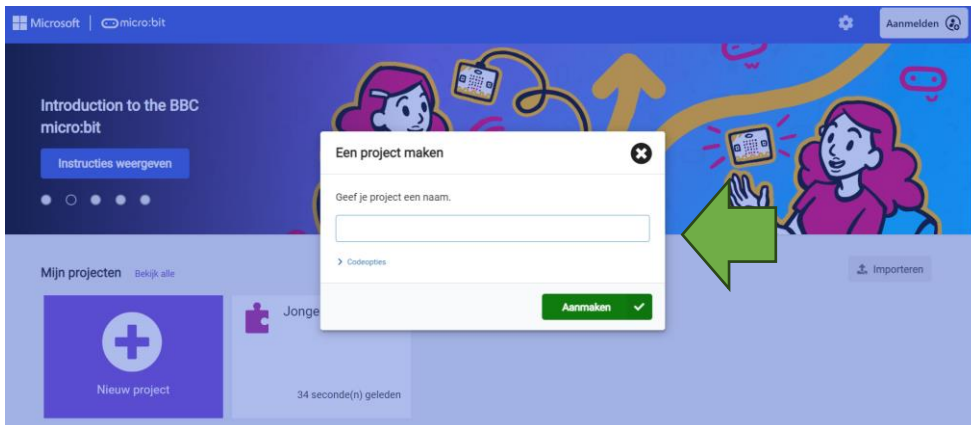 Microsoft micro:bit
Aanmelden
Introduction to the BBC
micro:bit
Instructies weergeven
Een project maken
Geef je project een naam.
Codeopties
Aanmaken
Mijn projecten Bekijk alle
Importeren
Nieuw project
Jonge
34 seconde(n) geleden